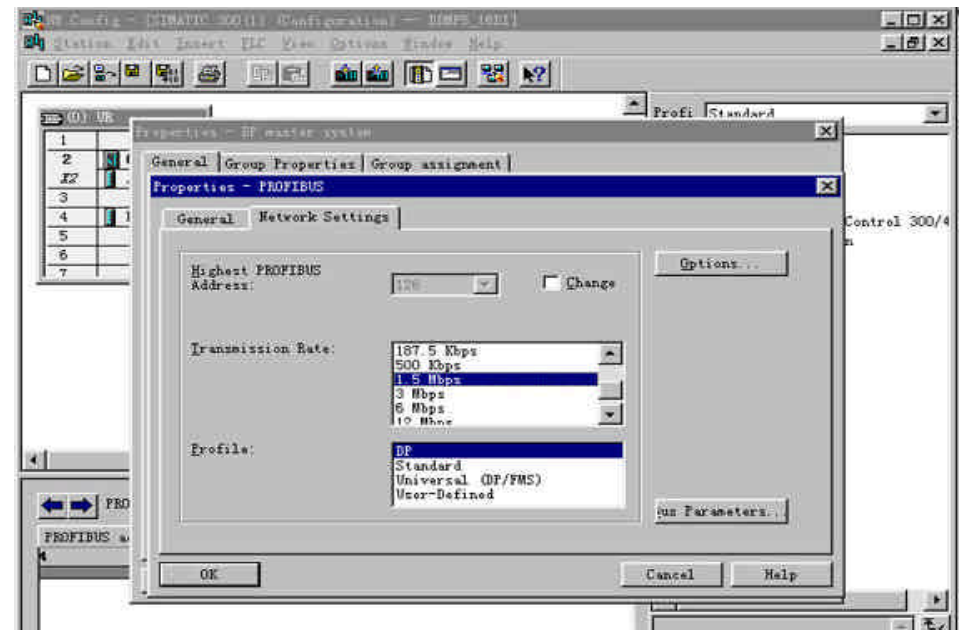 HW Config - [SIMATIC 300(1) (Configuration) -- DDMPS_10D1]
Station Edit Insert PLC View Options Window Help
(0) UR
Profi Standard
1
2
X2
3
4
5
6
7
Properties - DP master system
General Group Properties Group assignment
Properties - PROFIBUS
General Network Settings
Control 300/4
n
Highest PROFIBUS
Address:
126
Change
Options...
Transmission Rate:
187.5 Kbps
500 Kbps
1.5 Mbps
3 Mbps
6 Mbps
12 Mbps
Profile:
DP
Standard
Universal (DP/FMS)
User-Defined
us Parameters...
PRO
PROFIBUS a
OK
Cancel
Help